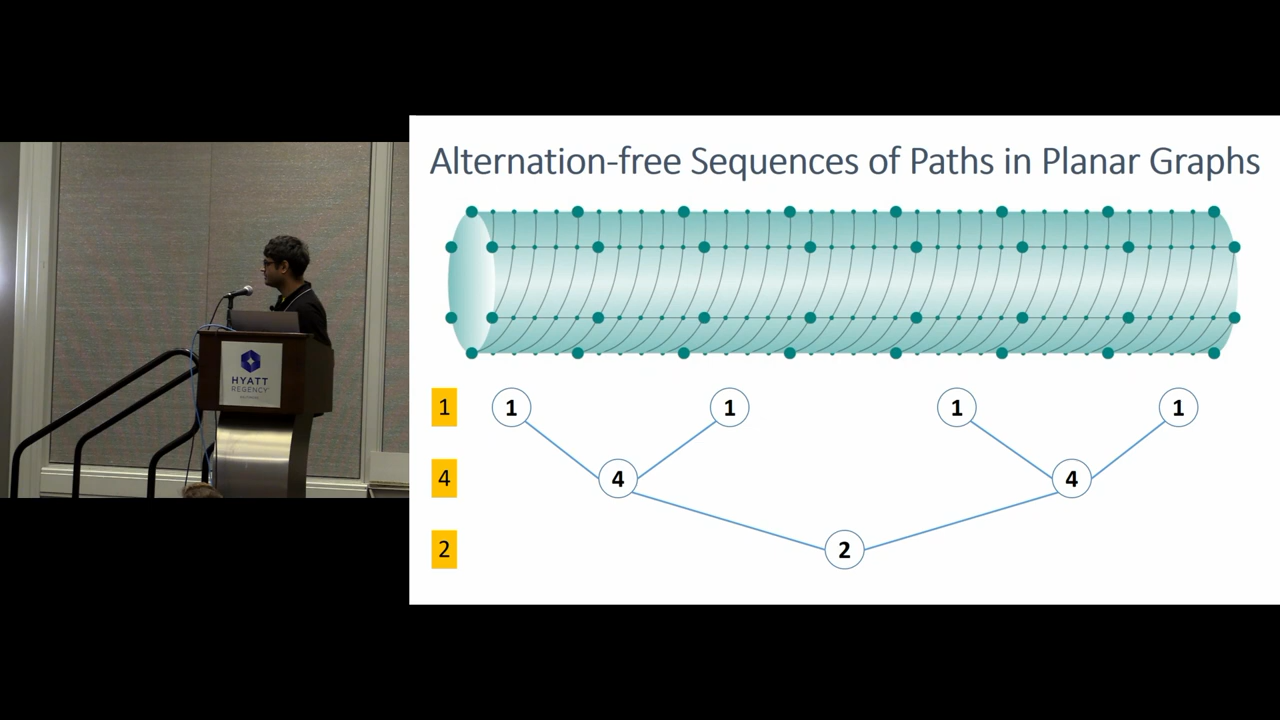 Alternation-free Sequences of Paths in Planar Graphs
1 1 1 1 1
4 4 4
2 2
HYATT
REGENCY